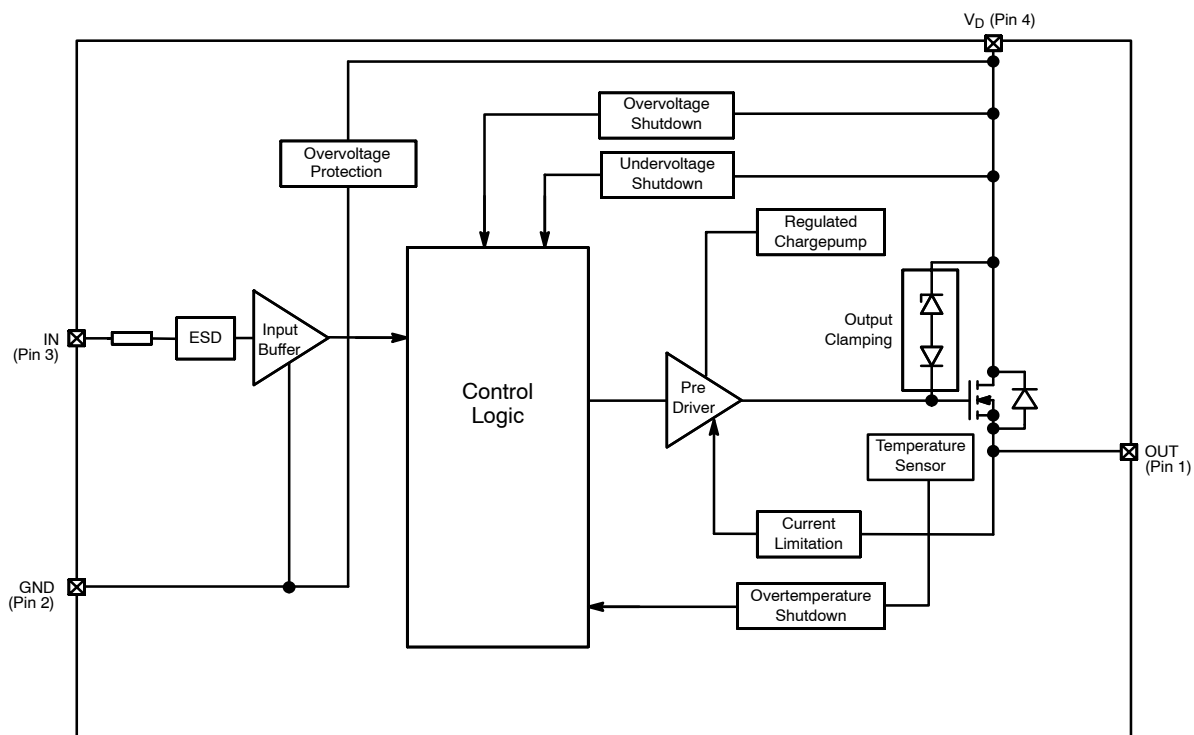 V_D (Pin 4)
Overvoltage
Shutdown
Overvoltage
Protection
Undervoltage
Shutdown
Regulated
Chargepump
IN
(Pin 3)
ESD
Input
Buffer
Output
Clamping
Control
Logic
Pre
Driver
Temperature
Sensor
OUT
(Pin 1)
Current
Limitation
GND
(Pin 2)
Overtemperature
Shutdown